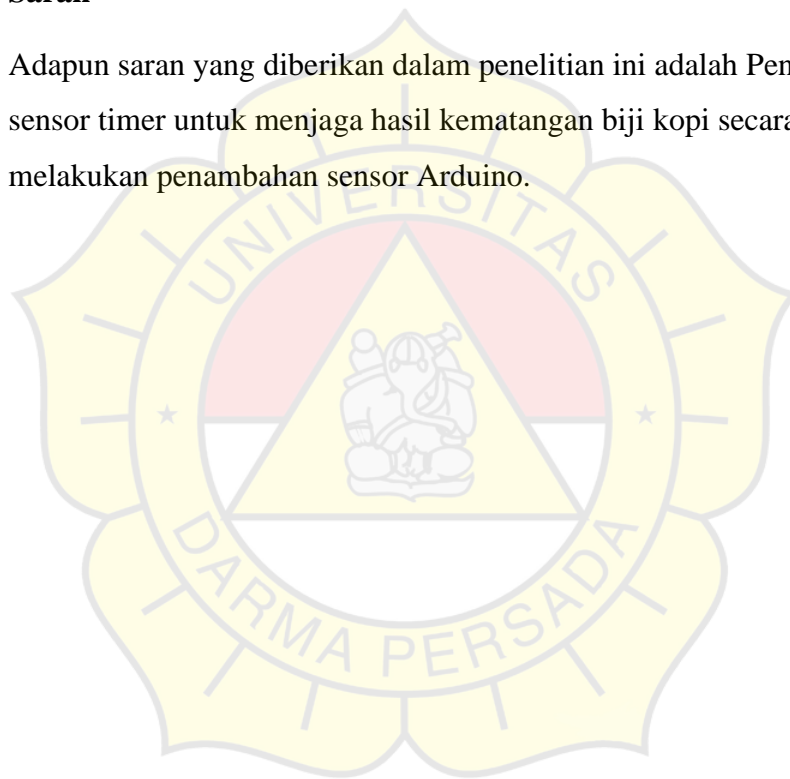 Saran
Adapun saran yang diberikan dalam penelitian ini adalah
sensor timer untuk menjaga hasil kematangan biji kopi secara
melakukan penambahan sensor Arduino.
UNIVERSITAS
DARMA PERSADA